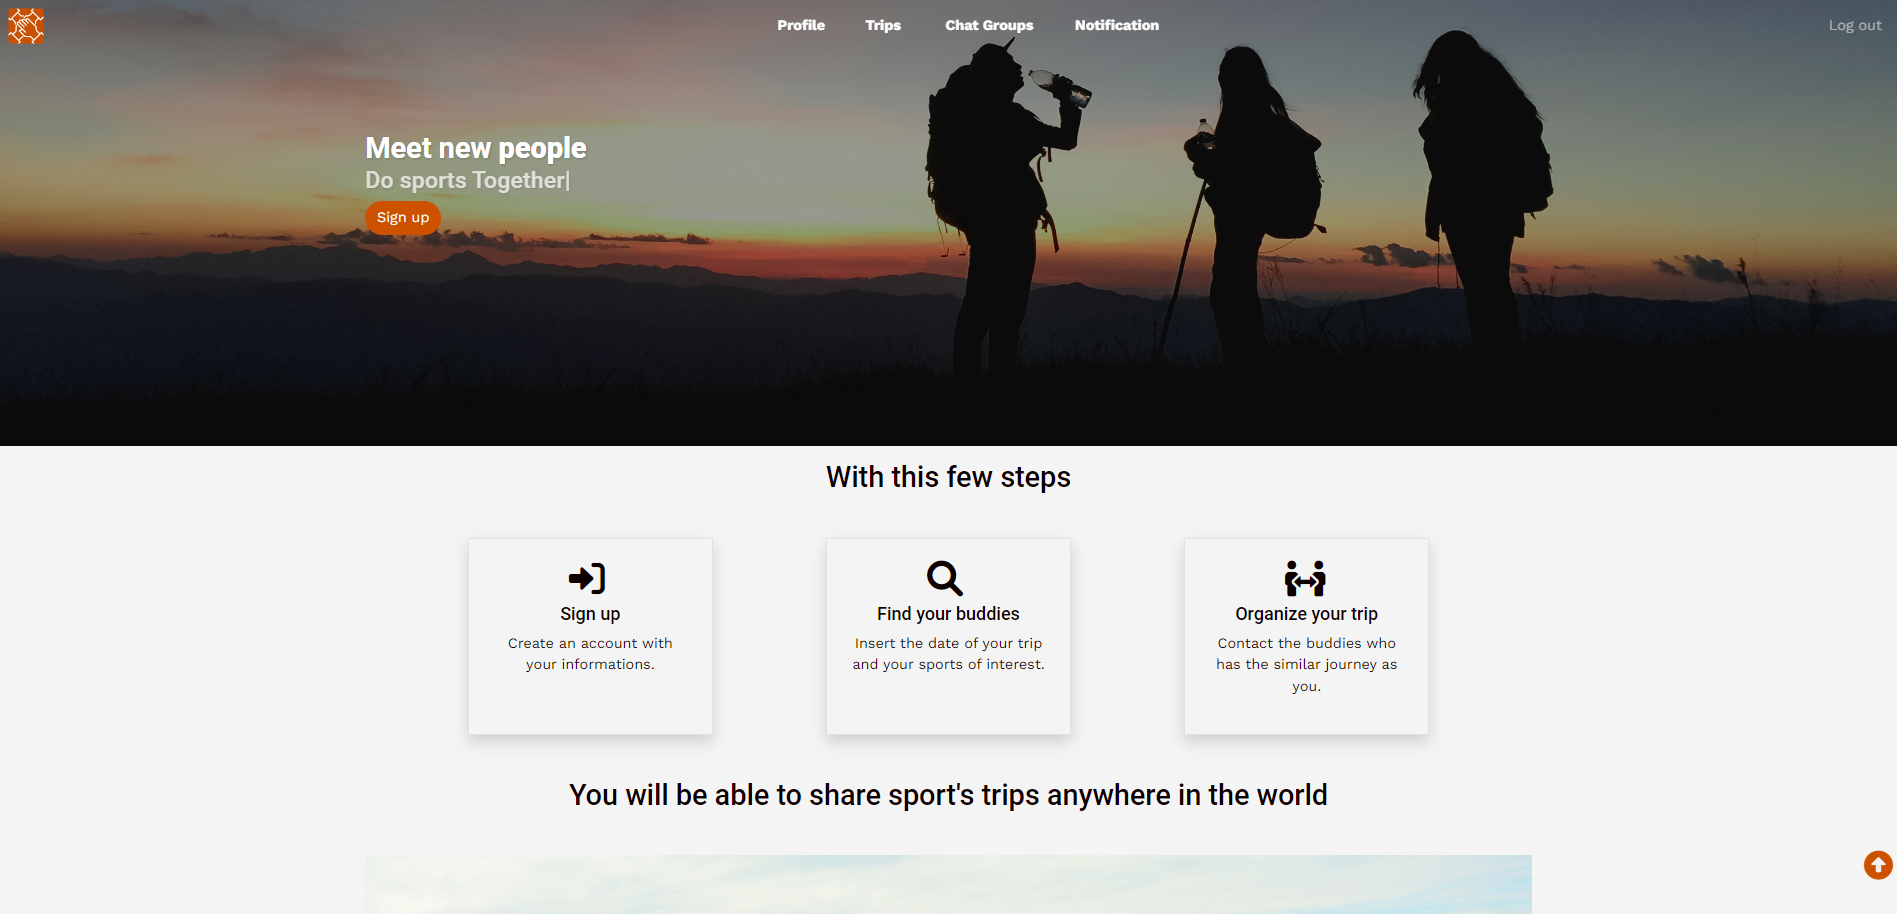 Profile Trips Chat Groups Notification Log out
Meet new people
Do sports Together|
Sign up
With this few steps
Sign up
Create an account with
your informations.
Find your buddies
Insert the date of your trip
and your sports of interest.
Organize your trip
Contact the buddies who
has the similar journey as
you.
You will be able to share sport's trips anywhere in the world